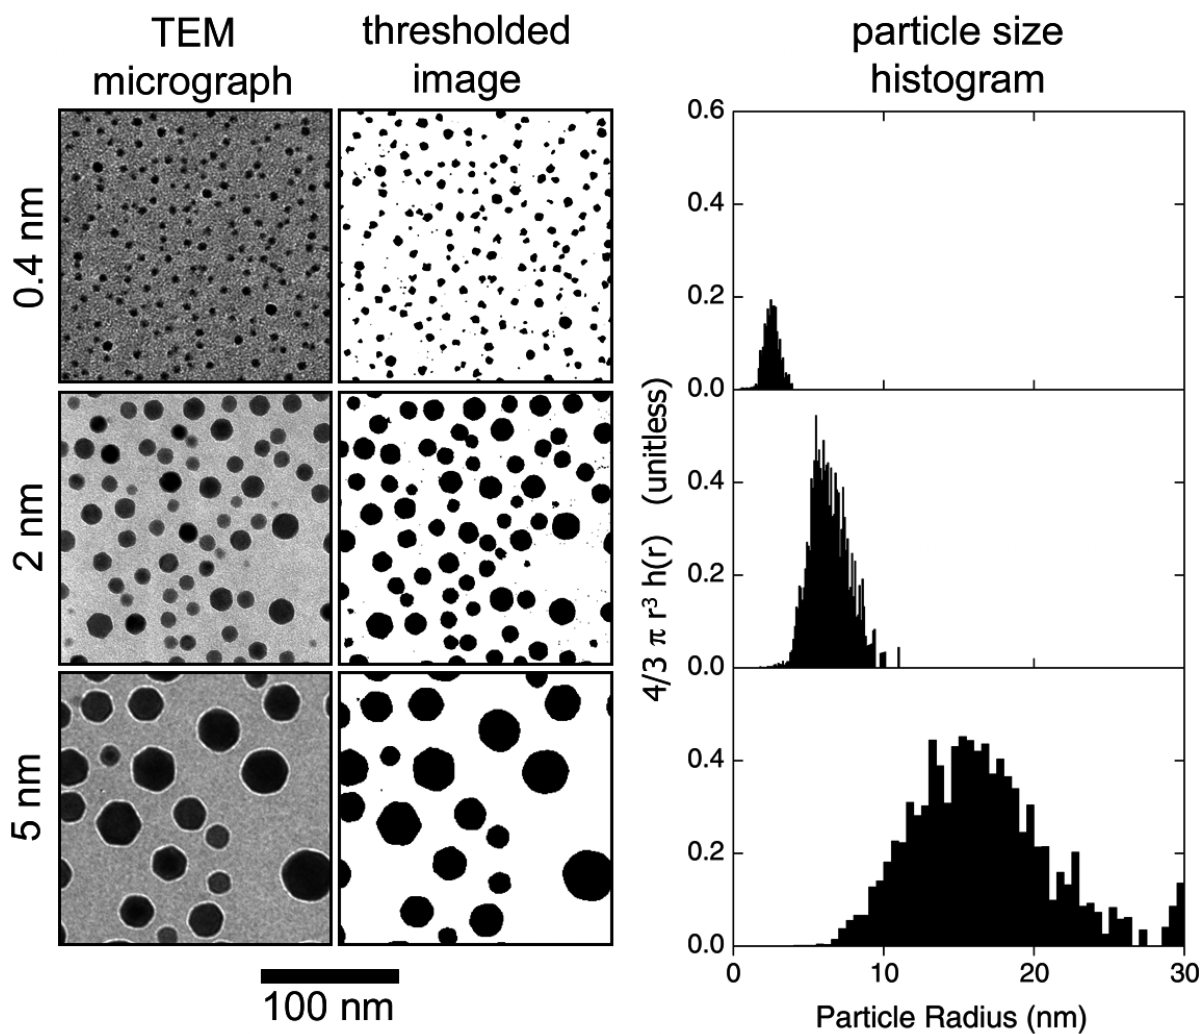 TEM
micrograph
thresholded
image
particle size
histogram
0.4 nm
2 nm
5 nm
100 nm
4/3 π r³ h(r) (unitless)
0.6
0.4
0.2
0.0
0.4
0.2
0.0
0.4
0.2
0.0
0 10 20 30
Particle Radius (nm)